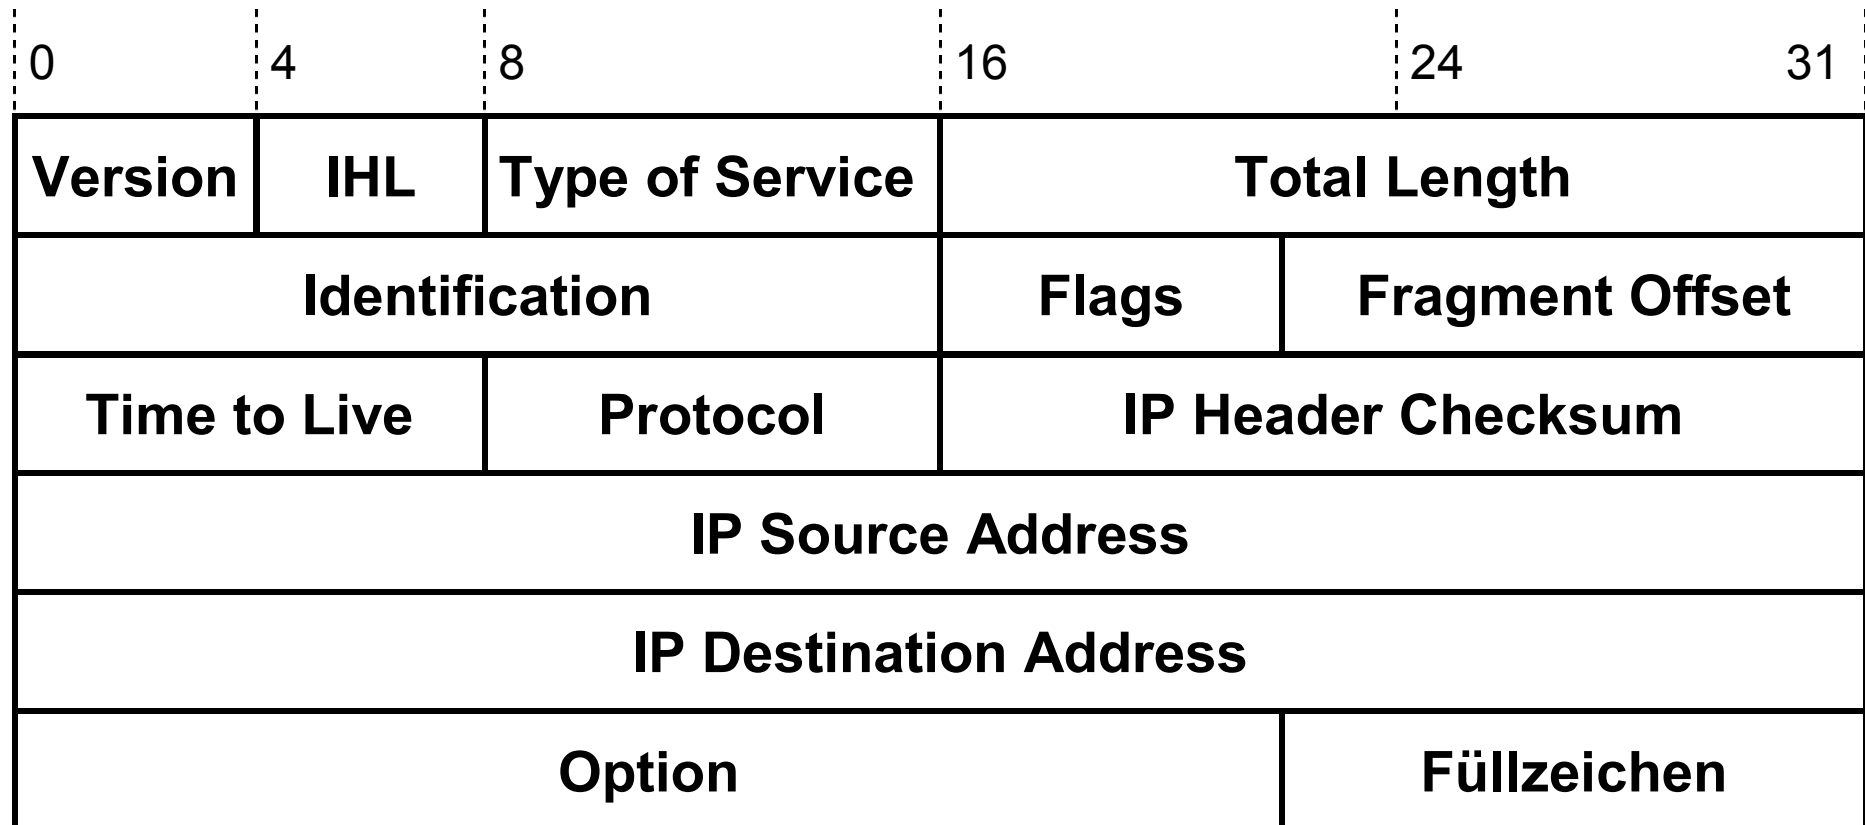 0 4 8 16 24 31
Version IHL Type of Service Total Length
Identification Flags Fragment Offset
Time to Live Protocol IP Header Checksum
IP Source Address
IP Destination Address
Option Füllzeichen